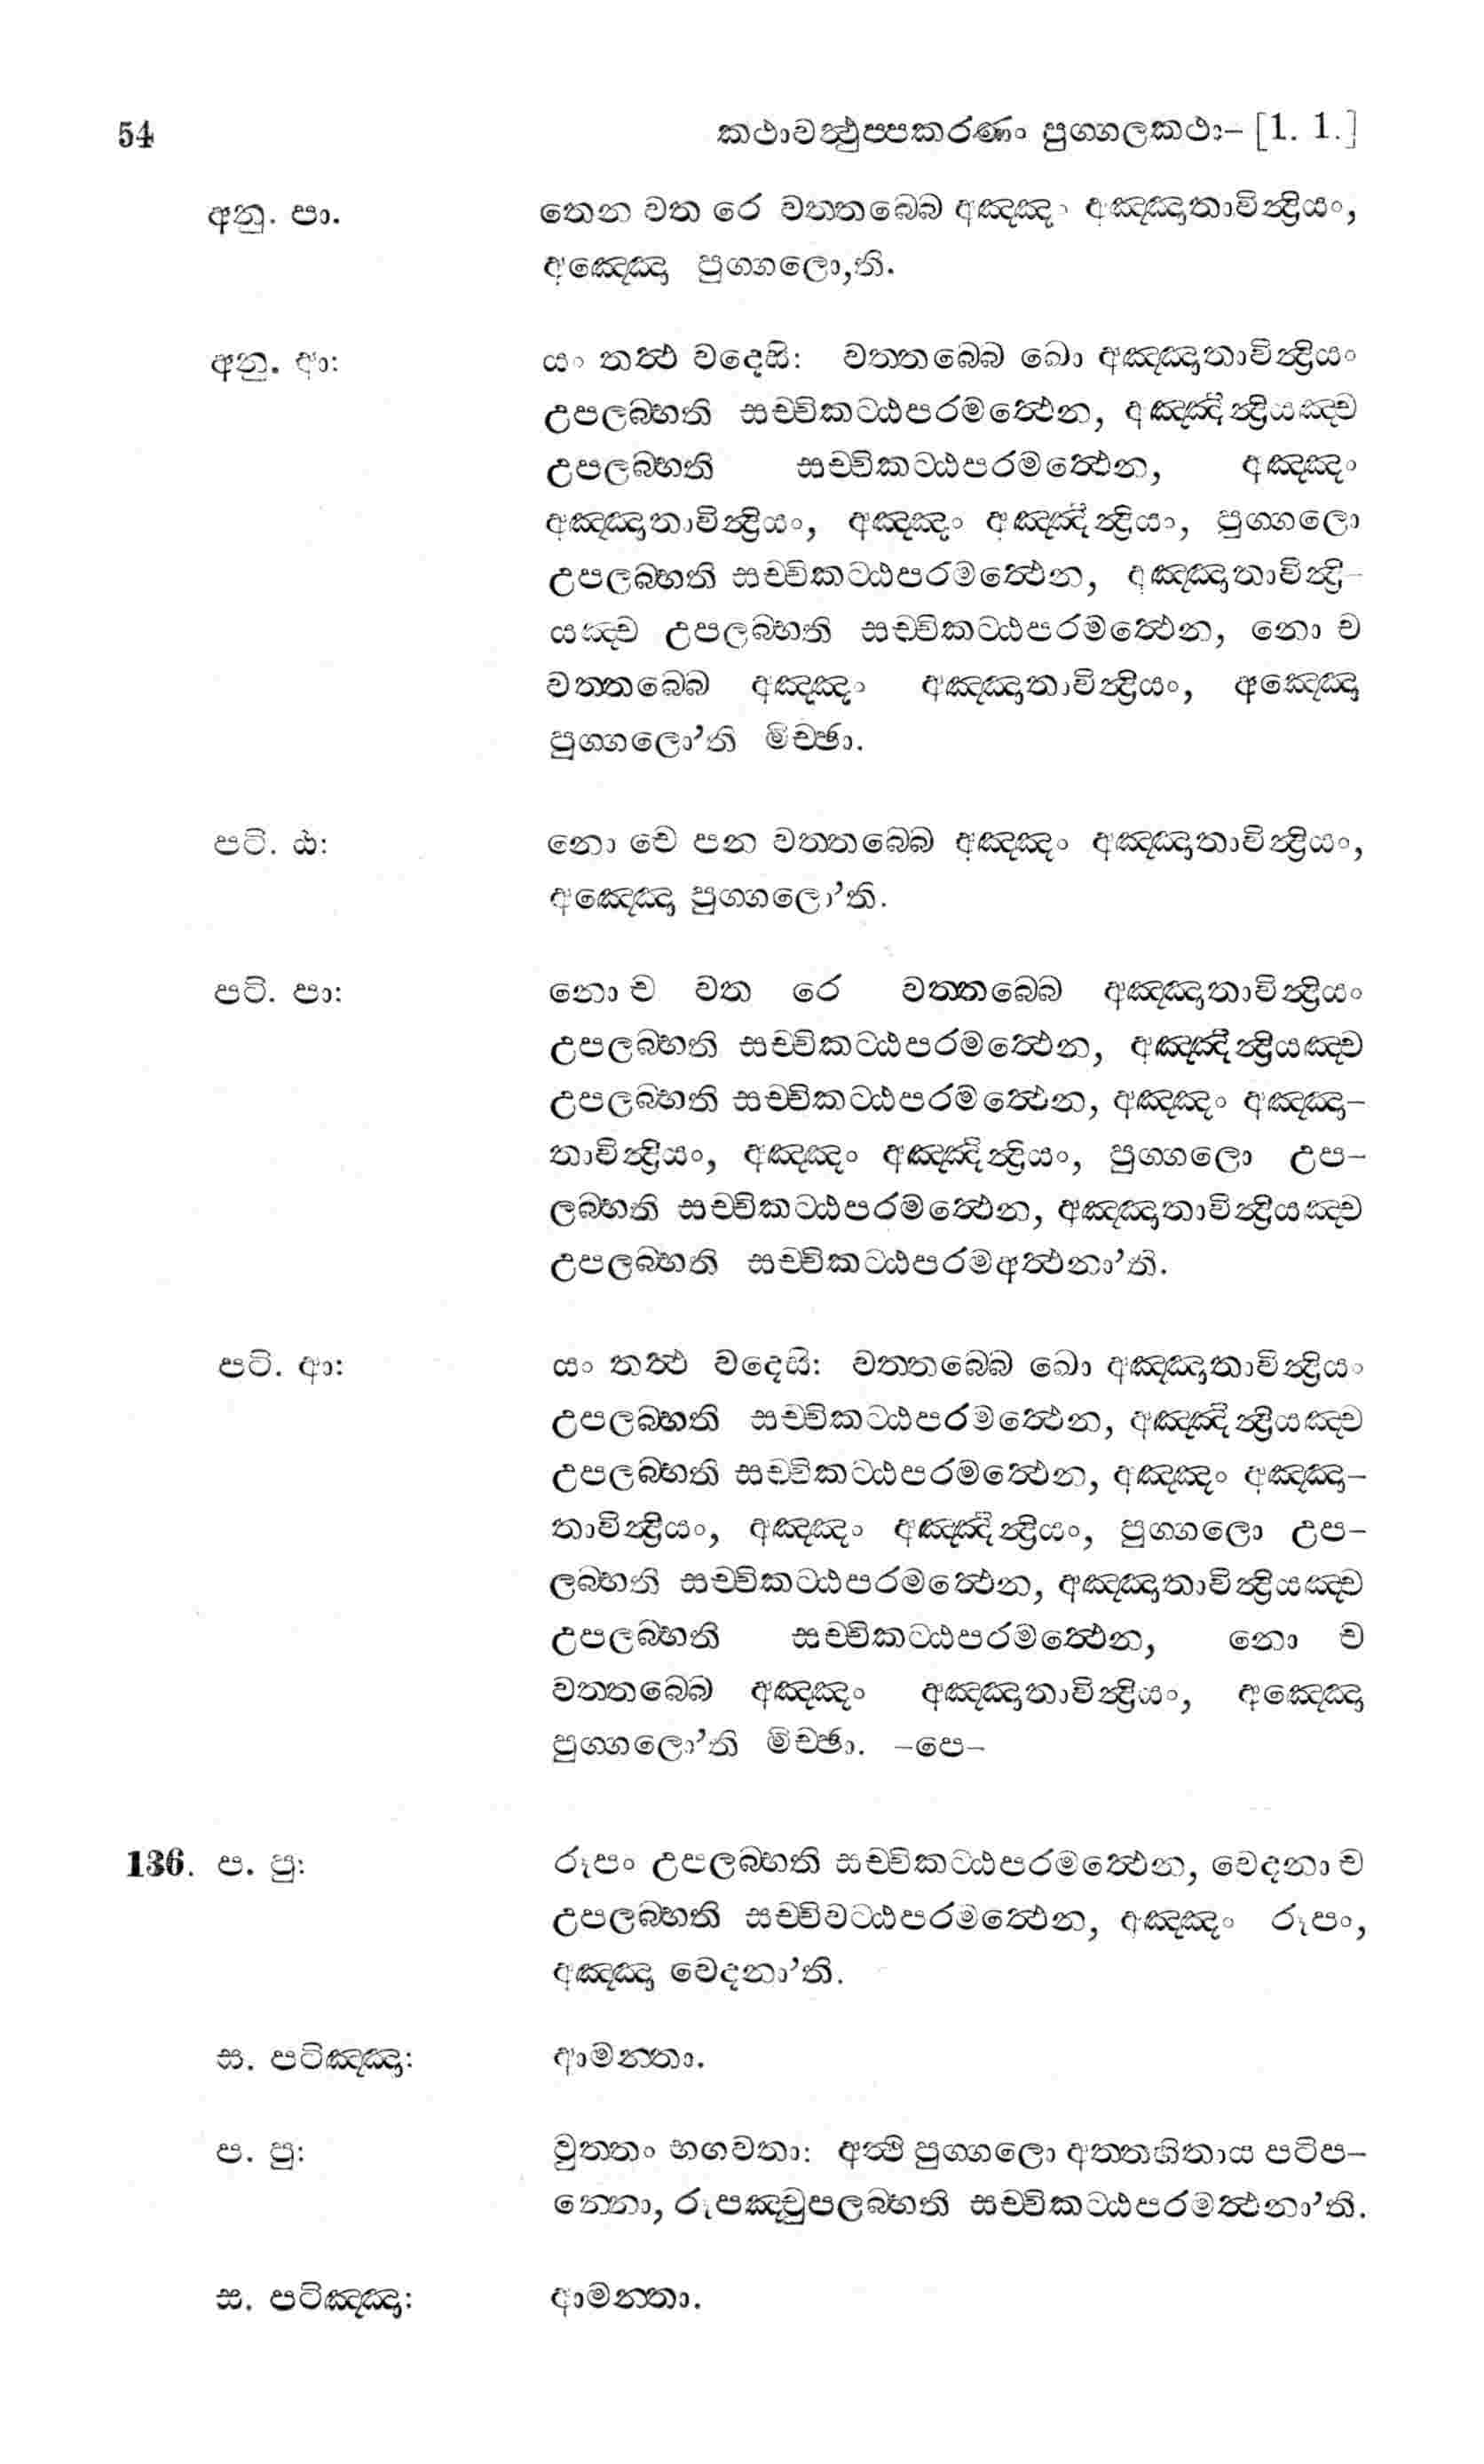 54 කථාවත්‍ථුප්පකරණං පුග්ගලකථා- [1. 1.]
අනු. පා. තෙන වත රෙ වත්තබ්බෙ අඤ්ඤං අඤ්ඤාතාවින්‍ද්‍රියං,
අඤ්ඤො පුග්ගලො,ති.
අනු. ආ: යං තත්‍ථ වදෙසි: වත්තබ්බෙ ඛො අඤ්ඤාතාවින්‍ද්‍රියං
උපලබ්භති සච්චිකට්ඨපරමත්‍ථෙන, අඤ්ඤින්‍ද්‍රියඤ්ච
උපලබ්භති සච්චිකට්ඨපරමත්‍ථෙන, අඤ්ඤං
අඤ්ඤාතාවින්‍ද්‍රියං, අඤ්ඤං අඤ්ඤින්‍ද්‍රියං, පුග්ගලො
උපලබ්භති සච්චිකට්ඨපරමත්‍ථෙන, අඤ්ඤාතාවින්‍ද්‍රි-
යඤ්ච උපලබ්භති සච්චිකට්ඨපරමත්‍ථෙන, නො ච
වත්තබ්බෙ අඤ්ඤං අඤ්ඤාතාවින්‍ද්‍රියං, අඤ්ඤො
පුග්ගලො’ති මිච්ඡා.
පටි. ඨ: නො චෙ පන වත්තබ්බෙ අඤ්ඤං අඤ්ඤාතාවින්‍ද්‍රියං,
අඤ්ඤො පුග්ගලො’ති.
පටි. පා: නො ච වත රෙ වත්තබ්බෙ අඤ්ඤාතාවින්‍ද්‍රියං
උපලබ්භති සච්චිකට්ඨපරමත්‍ථෙන, අඤ්ඤින්‍ද්‍රියඤ්ච
උපලබ්භති සච්චිකට්ඨපරමත්‍ථෙන, අඤ්ඤං අඤ්ඤා-
තාවින්‍ද්‍රියං, අඤ්ඤං අඤ්ඤින්‍ද්‍රියං, පුග්ගලො උප-
ලබ්භති සච්චිකට්ඨපරමත්‍ථෙන, අඤ්ඤාතාවින්‍ද්‍රියඤ්ච
උපලබ්භති සච්චිකට්ඨපරමඅත්‍ථනා’ති.
පටි. ආ: යං තත්‍ථ වදෙසි: වත්තබ්බෙ ඛො අඤ්ඤාතාවින්‍ද්‍රියං
උපලබ්භති සච්චිකට්ඨපරමත්‍ථෙන, අඤ්ඤින්‍ද්‍රියඤ්ච
උපලබ්භති සච්චිකට්ඨපරමත්‍ථෙන, අඤ්ඤං අඤ්ඤා-
තාවින්‍ද්‍රියං, අඤ්ඤං අඤ්ඤින්‍ද්‍රියං, පුග්ගලො උප-
ලබ්භති සච්චිකට්ඨපරමත්‍ථෙන, අඤ්ඤාතාවින්‍ද්‍රියඤ්ච
උපලබ්භති සච්චිකට්ඨපරමත්‍ථෙන, නො ච
වත්තබ්බෙ අඤ්ඤං අඤ්ඤාතාවින්‍ද්‍රියං, අඤ්ඤො
පුග්ගලො’ති මිච්ඡා. -පෙ-
136. ප. පු: රූපං උපලබ්භති සච්චිකට්ඨපරමත්‍ථෙන, වෙදනා ච
උපලබ්භති සච්චිවට්ඨපරමත්‍ථෙන, අඤ්ඤං රූපං,
අඤ්ඤා වෙදනා’ති.
ස. පටිඤ්ඤා: ආමන්තා.
ප. පු: වුත්තං භගවතා: අත්‍ථි පුග්ගලො අත්තහිතාය පටිප-
න්නො, රූපඤ්චුපලබ්භති සච්චිකට්ඨපරමත්‍ථනා’ති.
ස. පටිඤ්ඤා: ආමන්තා.